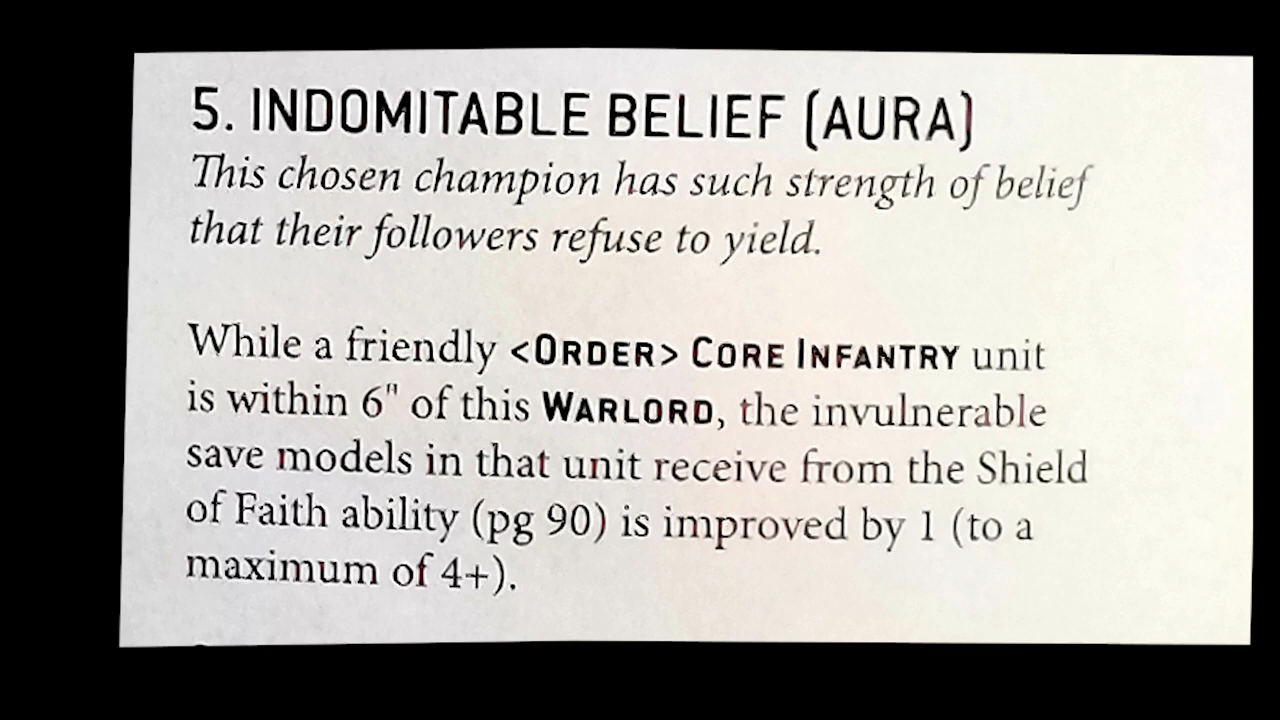 5. INDOMITABLE BELIEF (AURA)
This chosen champion has such strength of belief
that their followers refuse to yield.
While a friendly <ORDER> CORE INFANTRY unit
is within 6" of this WARLORD, the invulnerable
save models in that unit receive from the Shield
of Faith ability (pg 90) is improved by 1 (to a
maximum of 4+).